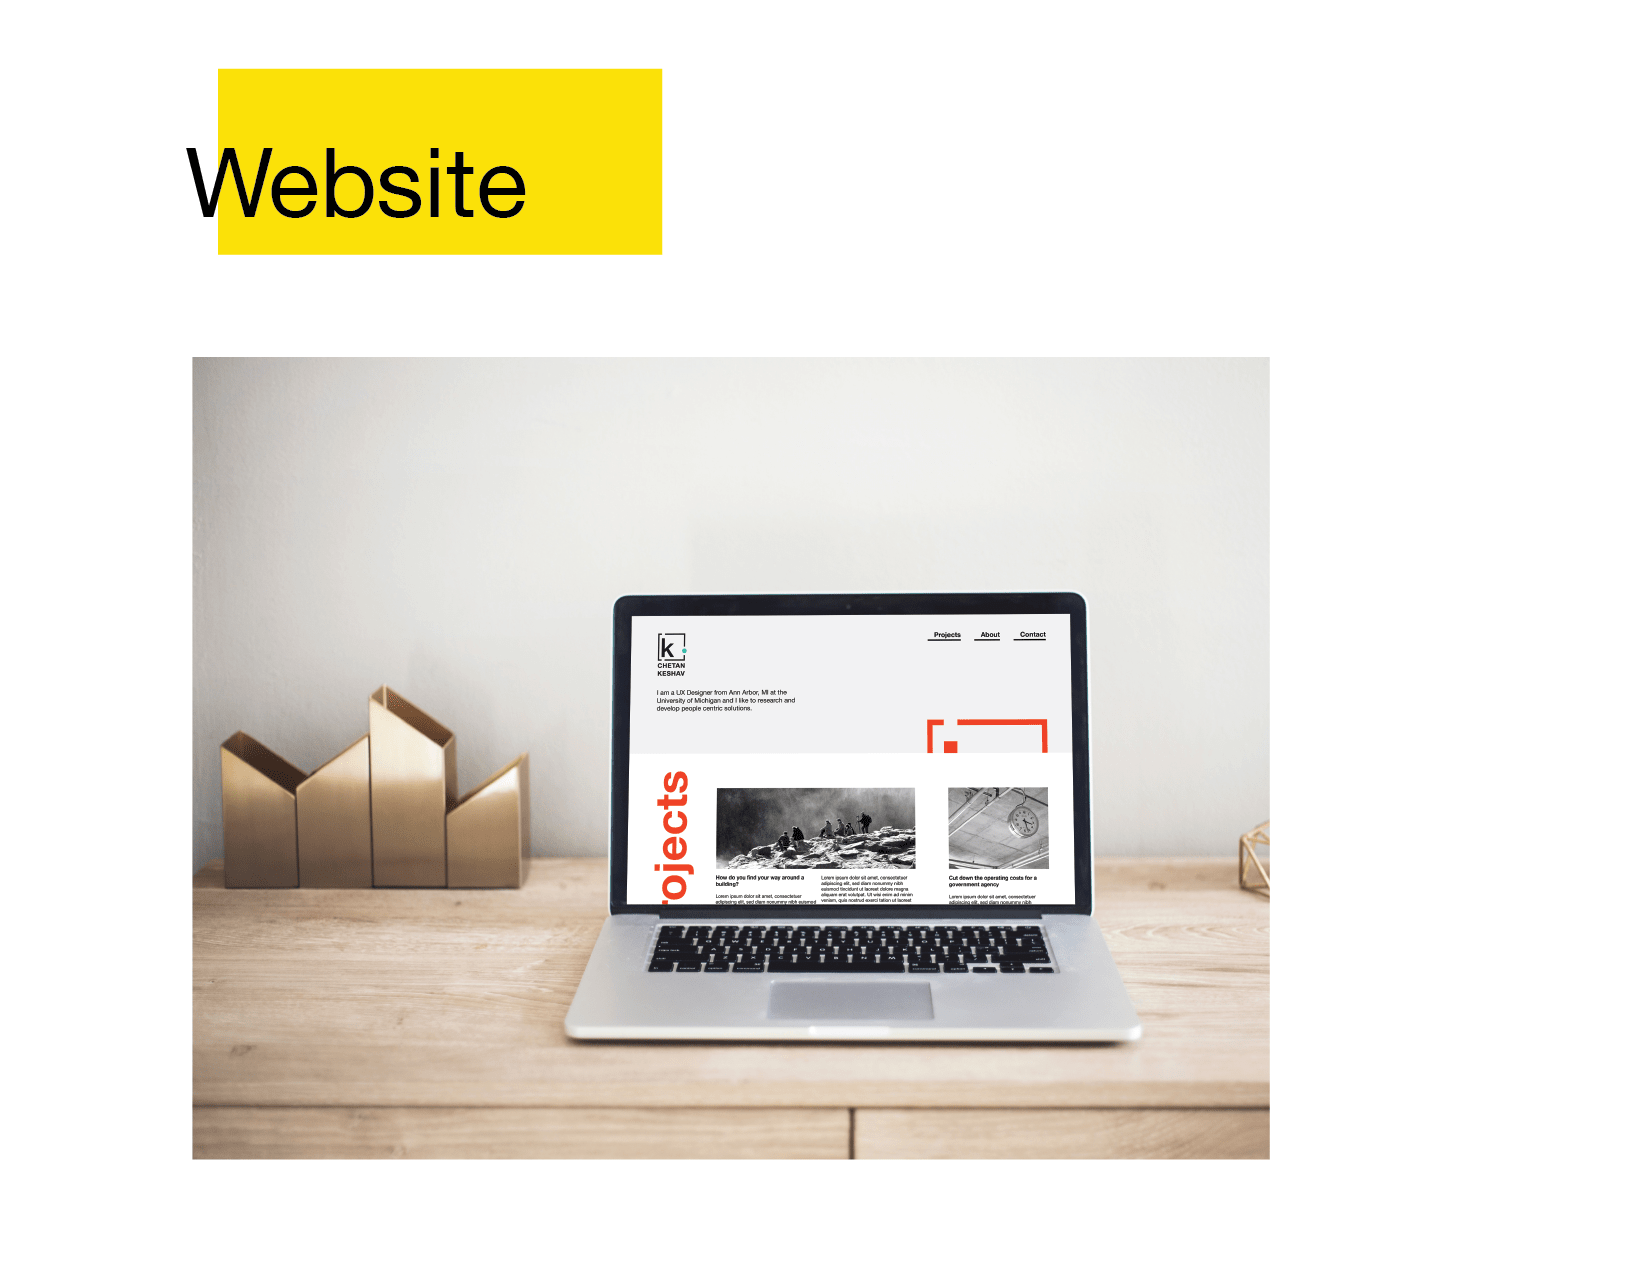 Website
k
CHETAN
KESHAV
Projects About Contact
I am a UX Designer from Ann Arbor, MI at the
University of Michigan and I like to research and
develop people centric solutions.
ojects
How do you find your way around a
building?
Lorem ipsum dolor sit amet, consectetuer
adipiscing elit, sed diam nonummy nibh euismod
Lorem ipsum dolor sit amet, consectetuer
adipiscing elit, sed diam nonummy nibh
euismod tincidunt ut laoreet dolore magna
aliquam erat volutpat. Ut wisi enim ad minim
veniam, quis nostrud exerci tation ul laoreet
Cut down the operating costs for a
government agency
Lorem ipsum dolor sit amet, consectetuer
adipiscing elit, sed diam nonummy nibh